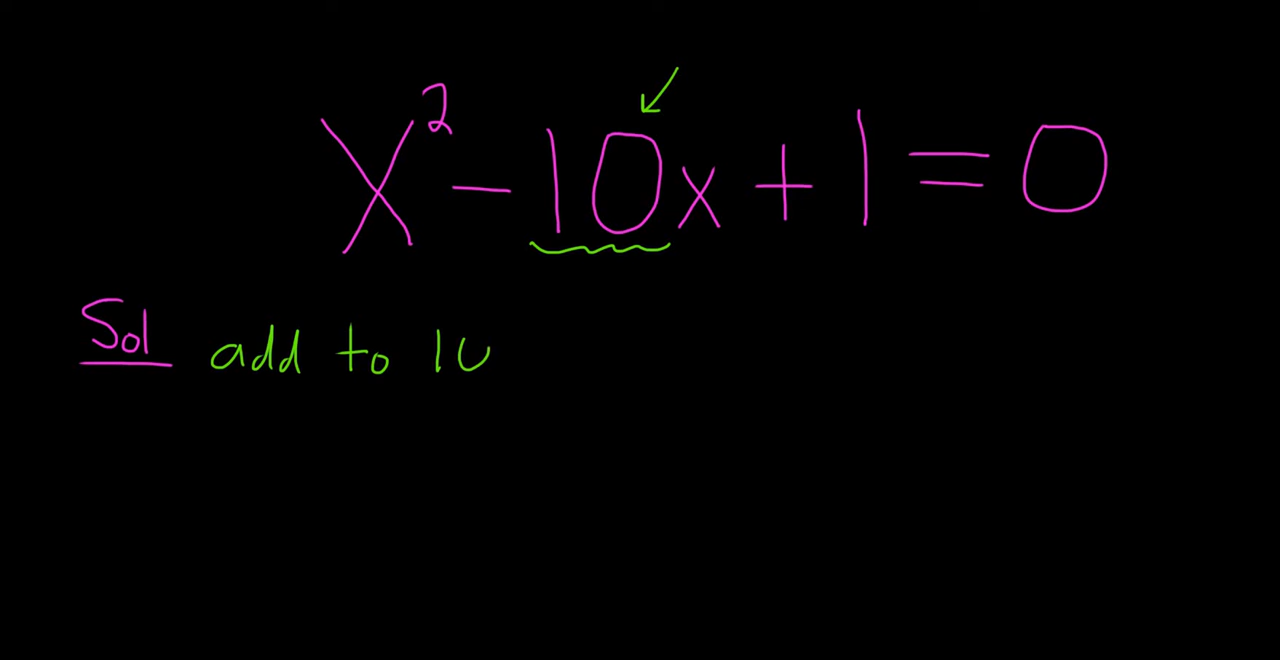 x² - 10x + 1 = 0
Sol add to 10